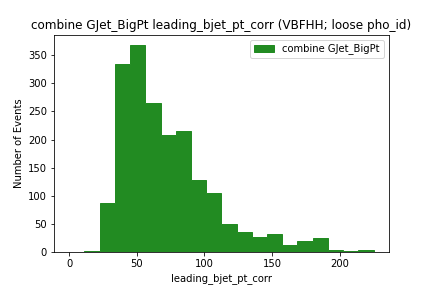 combine GJet_BigPt leading_bjet_pt_corr (VBFHH; loose pho_id)
combine GJet_BigPt
Number of Events
350
300
250
200
150
100
50
0
0 50 100 150 200
leading_bjet_pt_corr